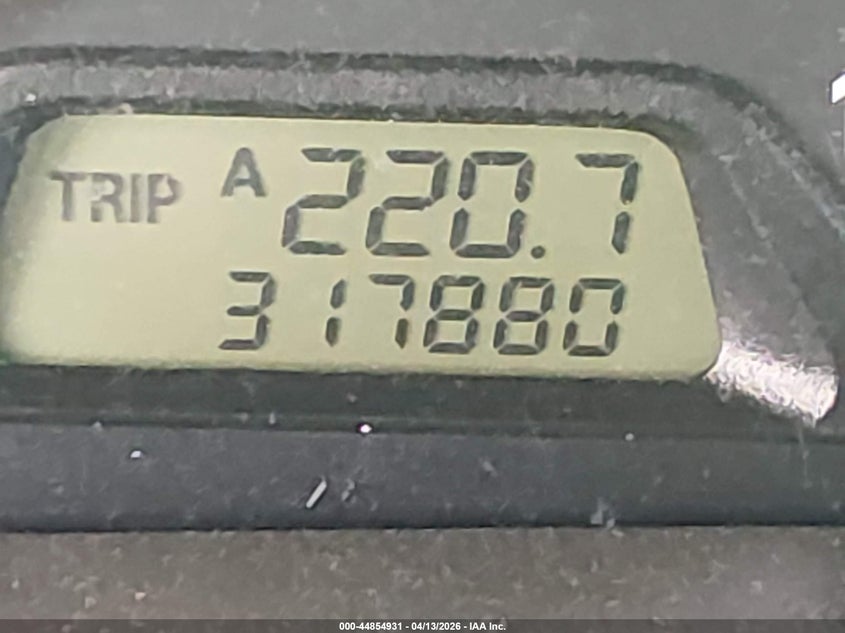 TRIP A 220.7
317880
000-44854931 - 04/13/2026 - IAA Inc.